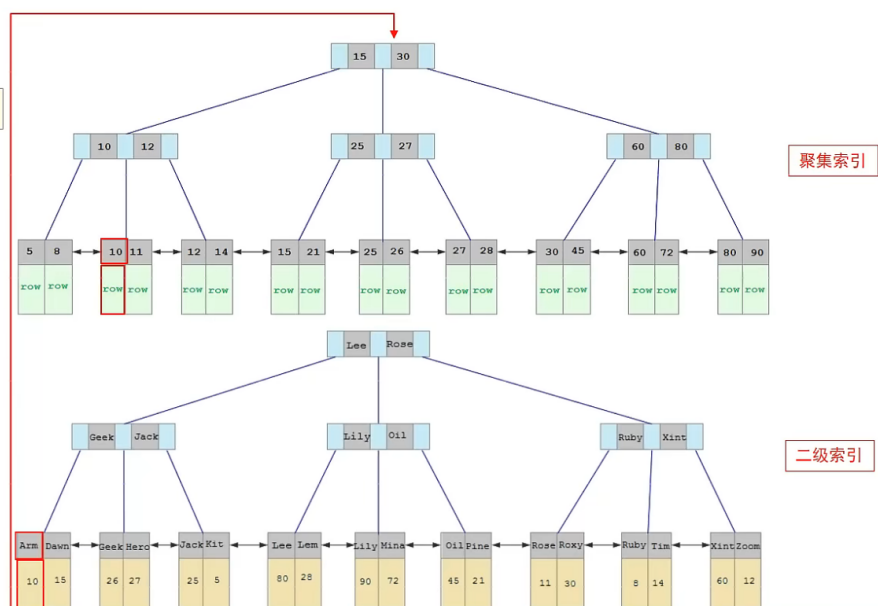 15 30
10 12
25 27
60 80
聚集索引
5 8 10 11 12 14 15 21 25 26 27 28 30 45 60 72 80 90
row row row row row row row row row row row row row row row row row row
Lee Rose
Geek Jack
Lily Oil
Ruby Xint
二级索引
Arm Dawn Geek Hero Jack Kit Lee Lem Lily Mina Oil Pine Rose Roxy Ruby Tim Xint Zoom
10 15 26 27 25 5 80 28 90 72 45 21 11 30 8 14 60 12